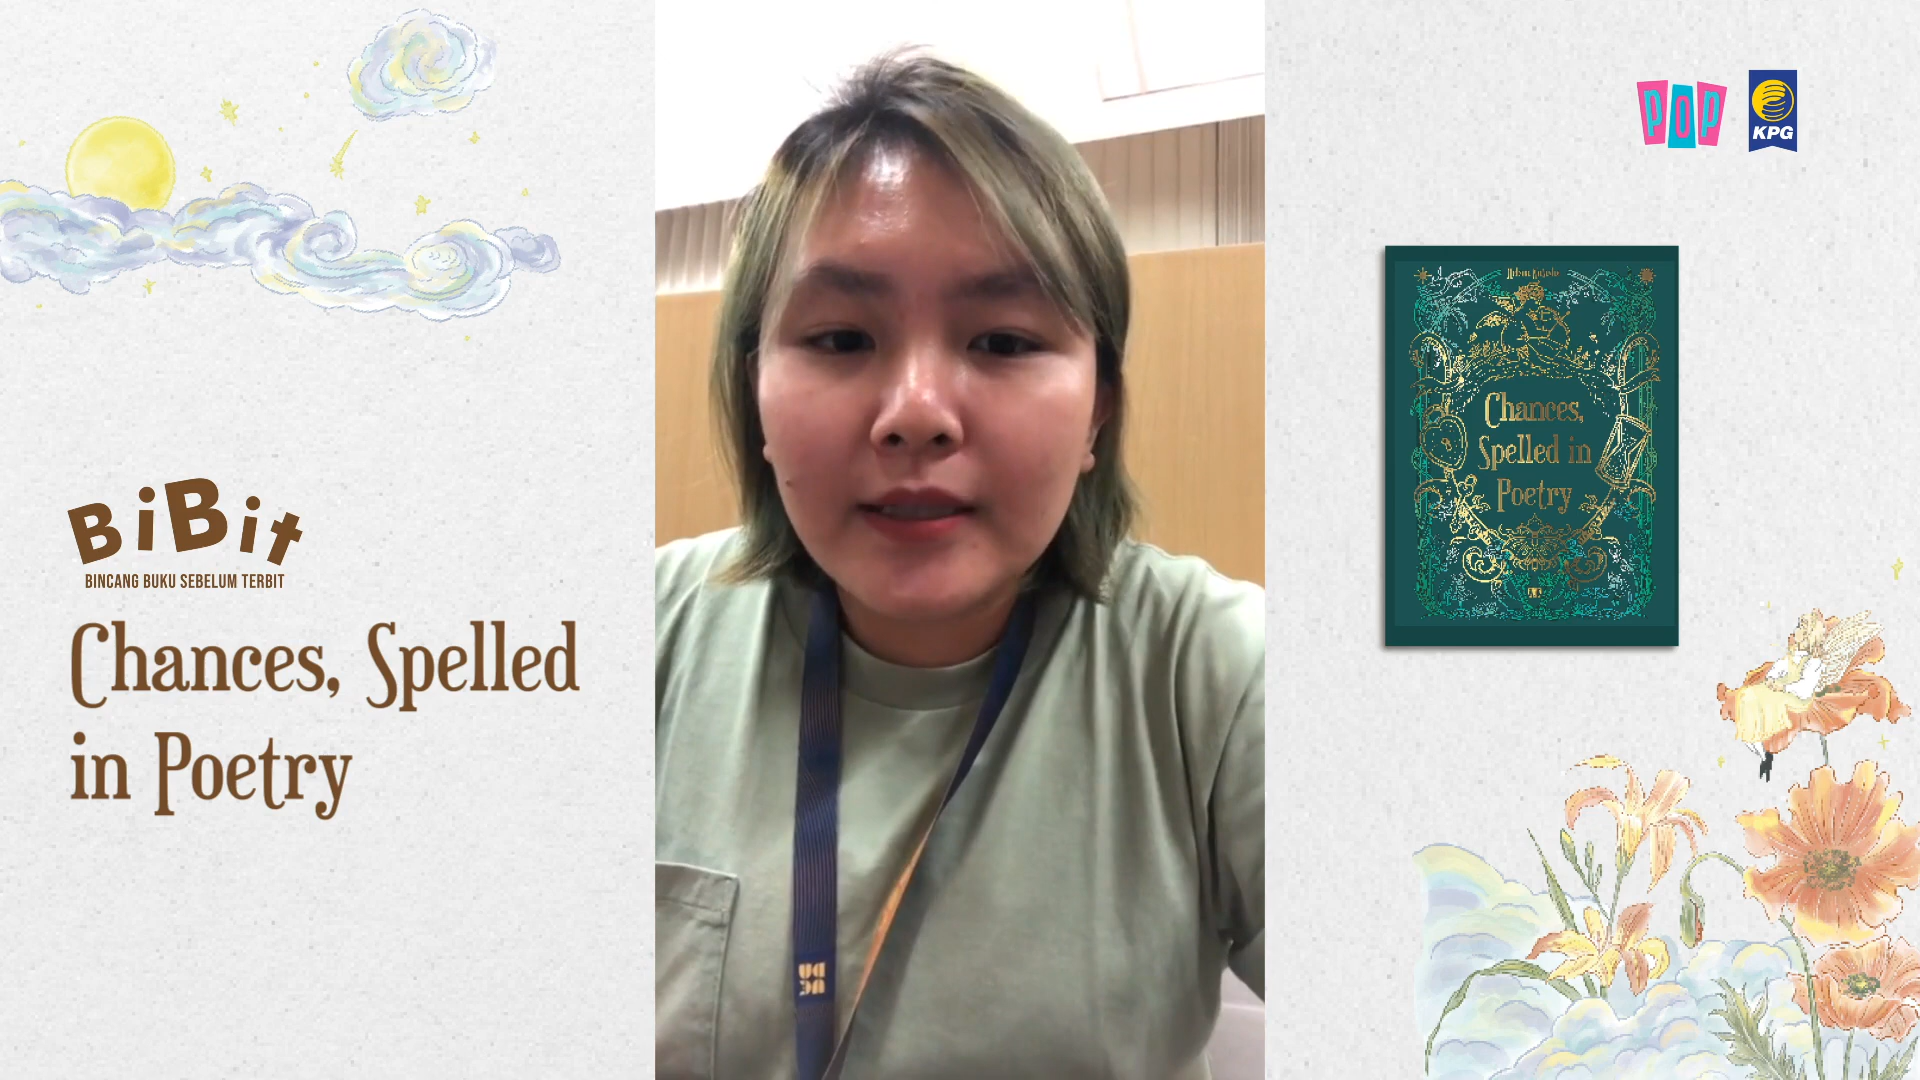 BiBit
BINCANG BUKU SEBELUM TERBIT
Chances, Spelled
in Poetry
POP
KPG
Chances,
Spelled in
Poetry